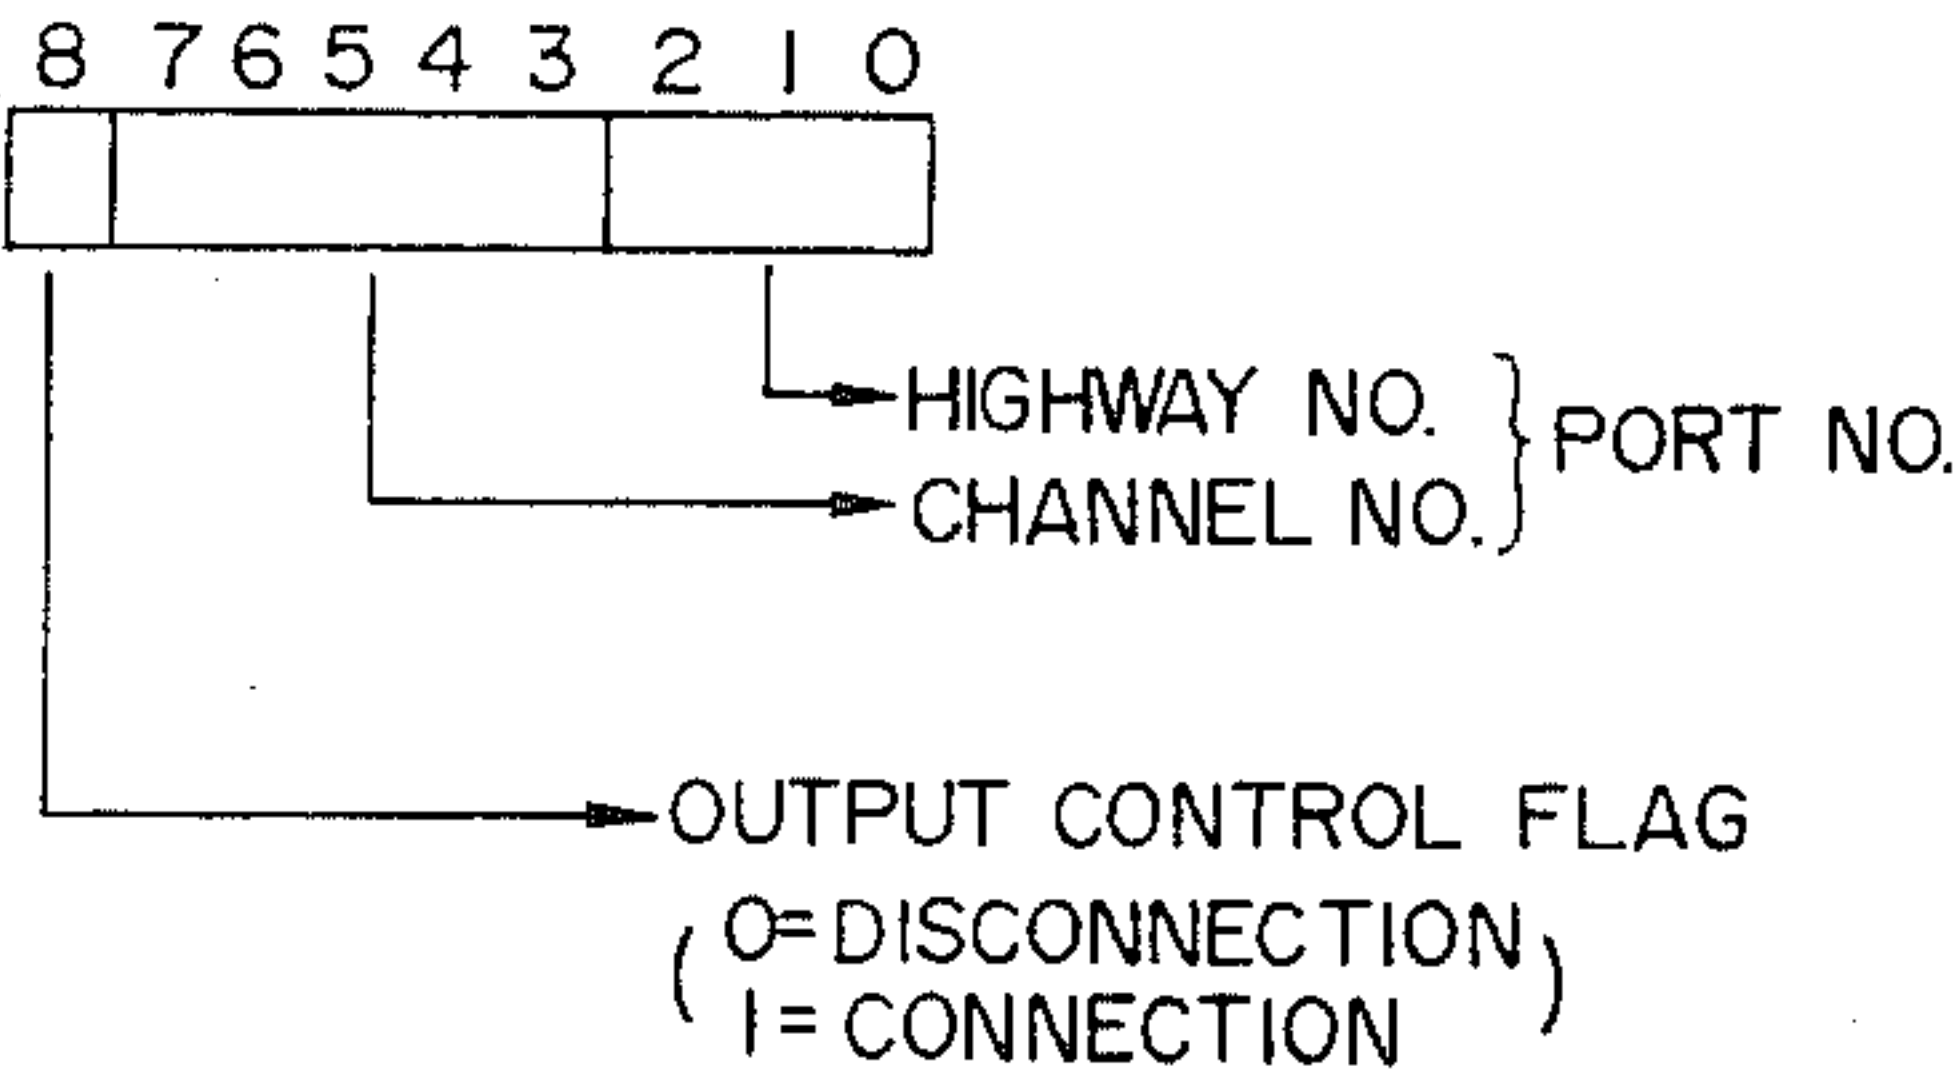 8 7 6 5 4 3 2 1 0
HIGHWAY NO.
PORT NO.
CHANNEL NO.
OUTPUT CONTROL FLAG
( 0= DISCONNECTION
1= CONNECTION )